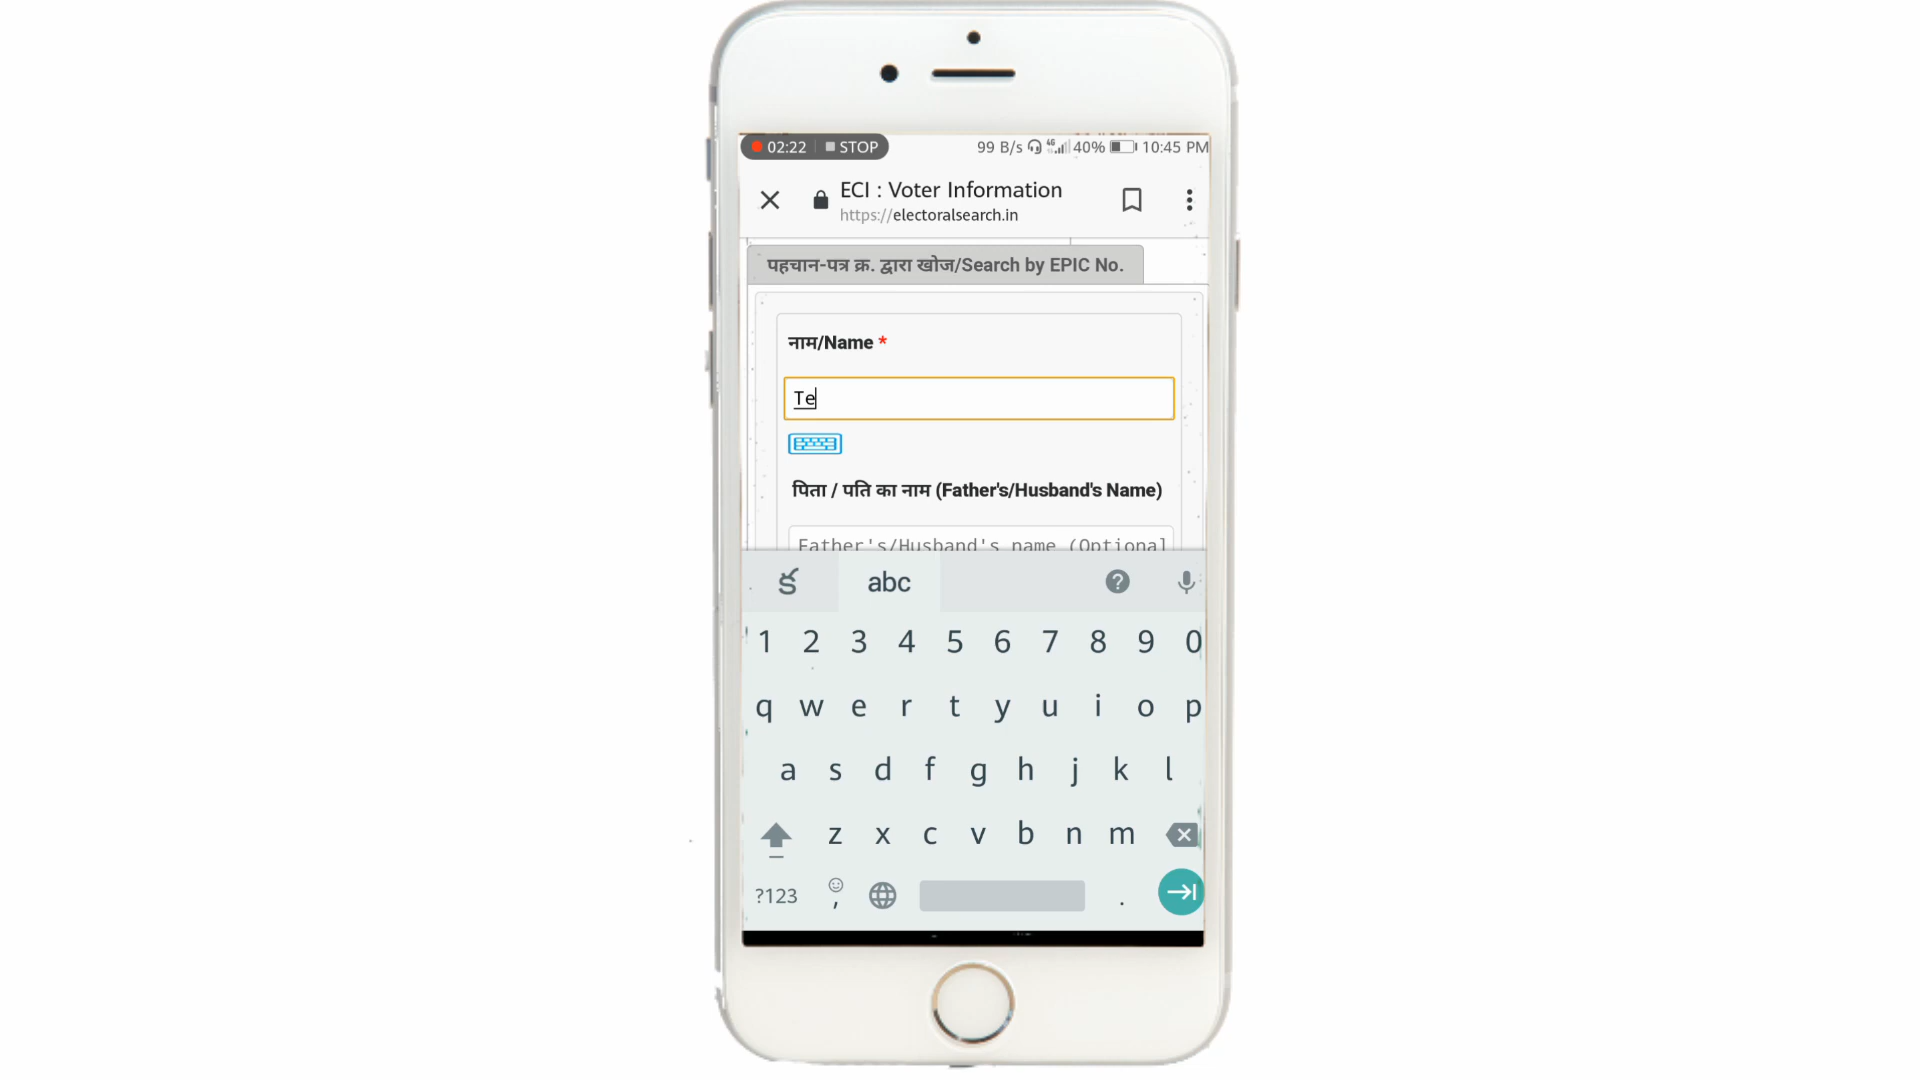 02:22 STOP 99 B/s 4G 40% 10:45 PM
ECI : Voter Information
https://electoralsearch.in
पहचान-पत्र क्र. द्वारा खोज/Search by EPIC No.
नाम/Name *
Te
पिता / पति का नाम (Father's/Husband's Name)
Father's/Husband's name (Optional
abc ?
1 2 3 4 5 6 7 8 9 0
q w e r t y u i o p
a s d f g h j k l
z x c v b n m
?123 , .